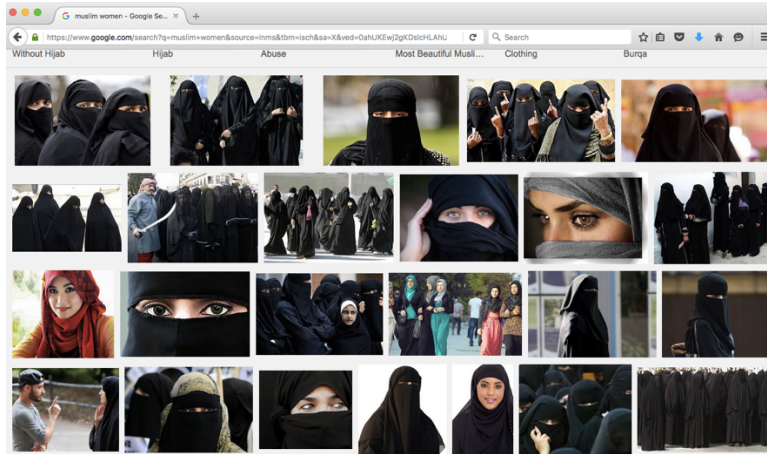 muslim women - Google Se...
https://www.google.com/search?q=muslim+women&source=lnms&tbm=isch&sa=X&ved=0ahUKEwj2gKDslcHLAhU
Search
Without Hijab Hijab Abuse Most Beautiful Musli... Clothing Burqa